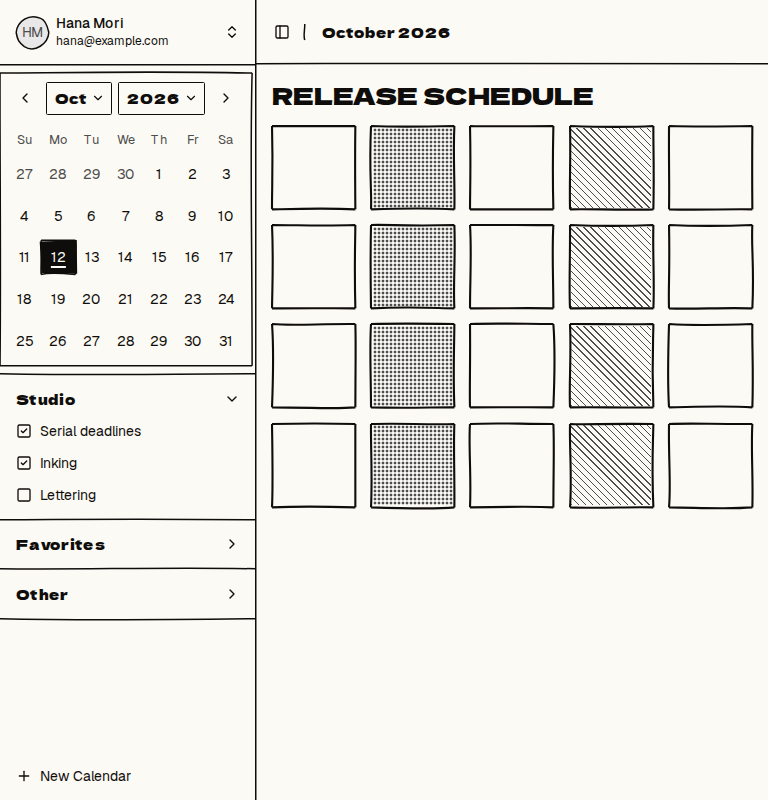 HM
Hana Mori
hana@example.com
Oct 2026
Su Mo Tu We Th Fr Sa
27 28 29 30 1 2 3
4 5 6 7 8 9 10
11 12 13 14 15 16 17
18 19 20 21 22 23 24
25 26 27 28 29 30 31
Studio
Serial deadlines
Inking
Lettering
Favorites
Other
New Calendar
October 2026
RELEASE SCHEDULE